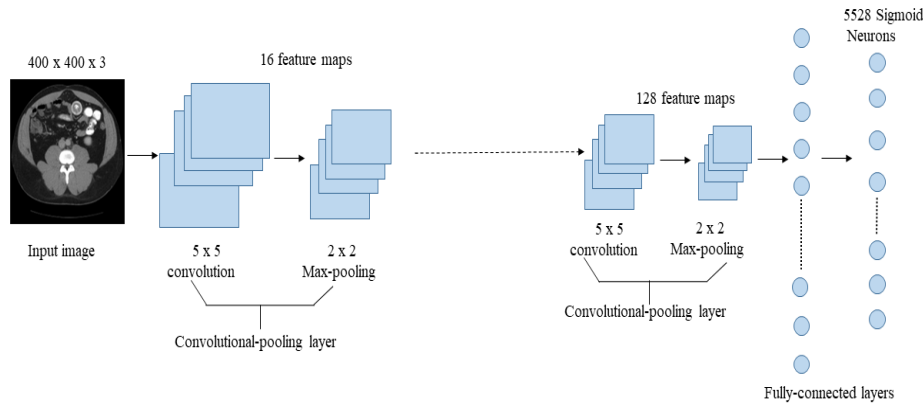 5528 Sigmoid
Neurons
400 x 400 x 3
16 feature maps
128 feature maps
Input image
5 x 5
convolution
2 x 2
Max-pooling
Convolutional-pooling layer
5 x 5
convolution
2 x 2
Max-pooling
Convolutional-pooling layer
Fully-connected layers